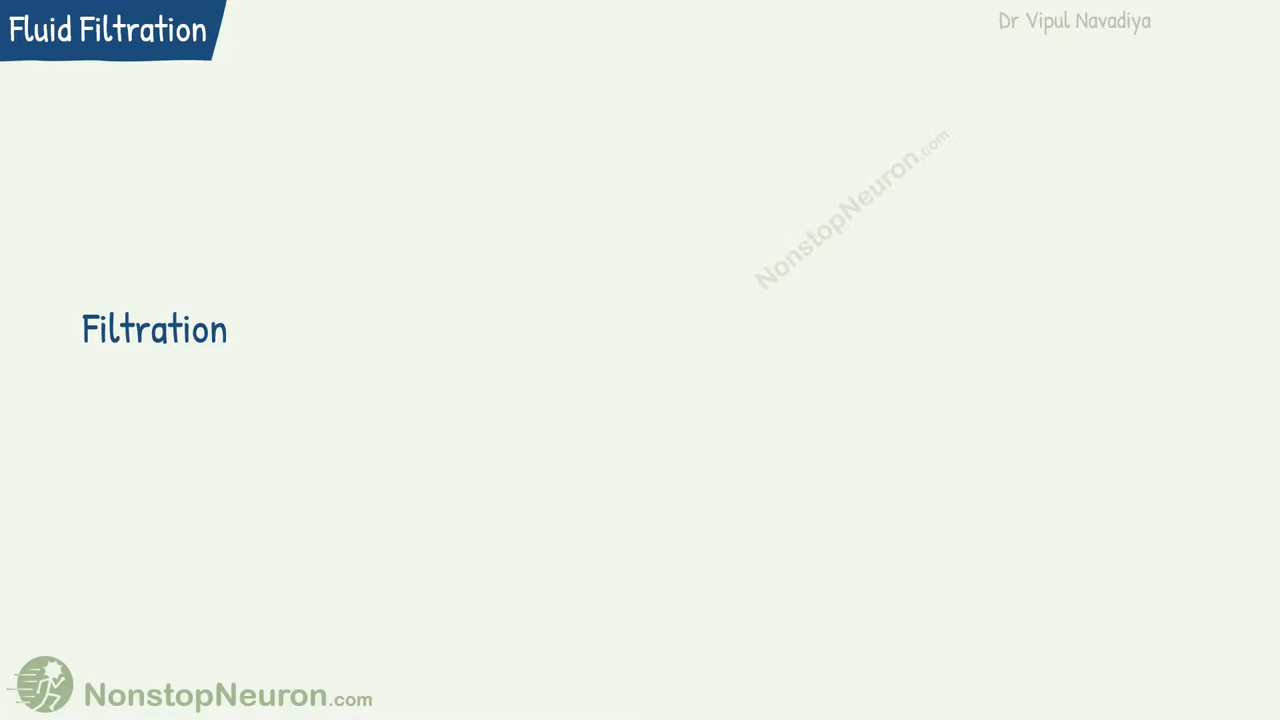 Fluid Filtration
Dr Vipul Navadiya
NonstopNeuron.com
Filtration
NonstopNeuron.com